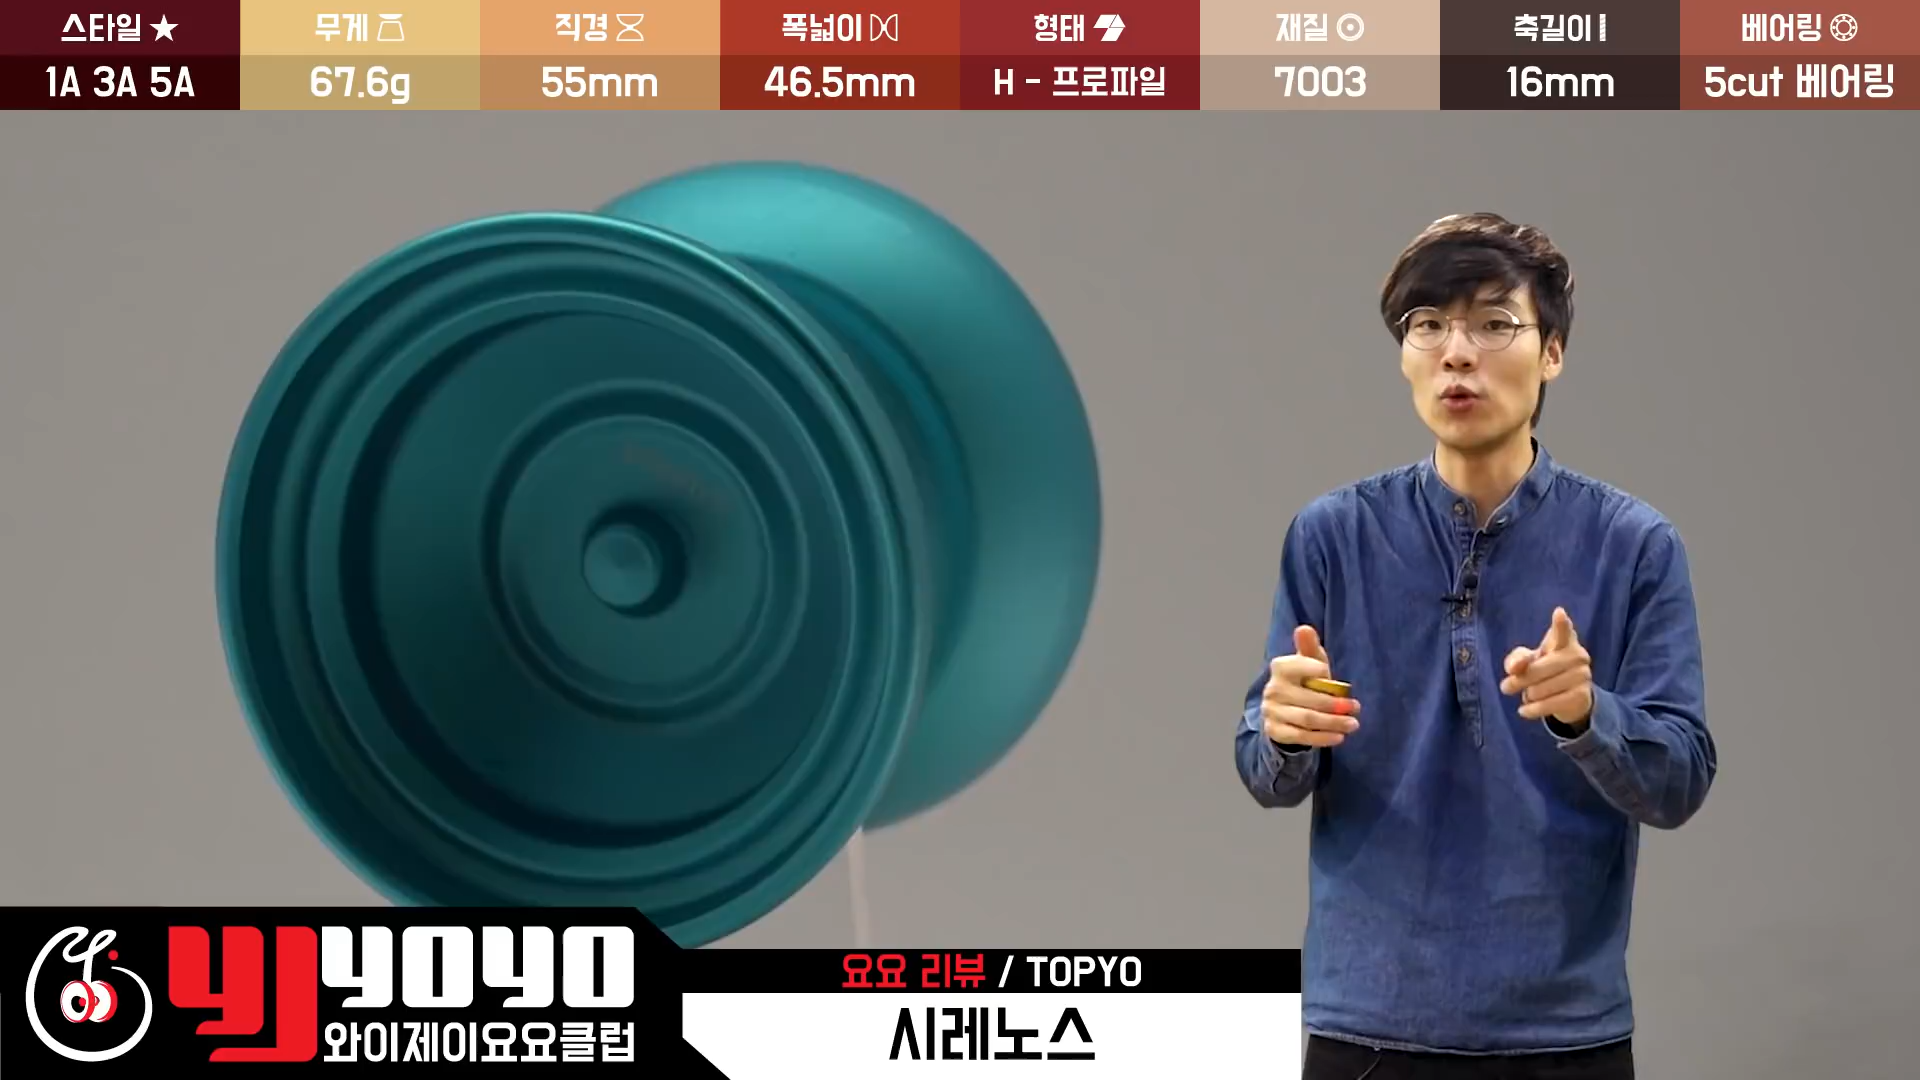 스타일 ★
1A 3A 5A
무게
67.6g
직경
55mm
폭넓이
46.5mm
형태
H - 프로파일
재질
7003
축길이
16mm
베어링
5cut 베어링
YJYOYO
와이제이요요클럽
요요 리뷰 / TOPYO
시레노스